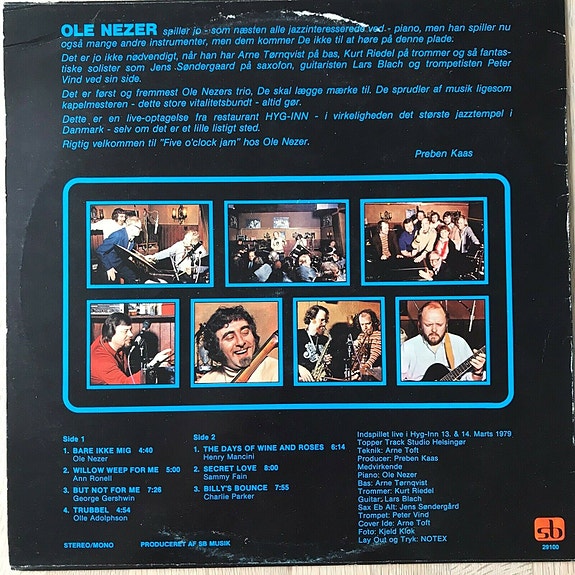 OLE NEZER spiller jo - som næsten alle jazzinteresserede ved - piano, men han spiller nu
også mange andre instrumenter, men dem kommer De ikke til at høre på denne plade.
Det er jo ikke nødvendigt, når han har Arne Tørnqvist på bas, Kurt Riedel på trommer og så fantas-
tiske solister som Jens Søndergaard på saxofon, guitaristen Lars Blach og trompetisten Peter
Vind ved sin side.
Det er først og fremmest Ole Nezers trio, De skal lægge mærke til. De sprudler af musik ligesom
kapelmesteren - dette store vitalitetsbundt - altid gør.
Dette er en live-optagelse fra restaurant HYG-INN - i virkeligheden det største jazztempel i
Danmark - selv om det er et lille listigt sted.
Rigtig velkommen til "Five o'clock jam" hos Ole Nezer.
Preben Kaas
Side 1
1. BARE IKKE MIG 4:40
Ole Nezer
2. WILLOW WEEP FOR ME 5:00
Ann Ronell
3. BUT NOT FOR ME 7:26
George Gershwin
4. TRUBBEL 4:54
Olle Adolphson
Side 2
1. THE DAYS OF WINE AND ROSES 6:14
Henry Mancini
2. SECRET LOVE 8:00
Sammy Fain
3. BILLY'S BOUNCE 7:55
Charlie Parker
Indspillet live i Hyg-Inn 13. & 14. Marts 1979
Topper Track Studio Helsingør
Teknik: Arne Toft
Producer: Preben Kaas
Medvirkende
Piano: Ole Nezer
Bas: Arne Tørnqvist
Trommer: Kurt Riedel
Guitar: Lars Blach
Sax Eb Alt: Jens Søndergård
Trompet: Peter Vind
Cover Ide: Arne Toft
Foto: Kjeld Klok
Lay Out og Tryk: NOTEX
STEREO/MONO PRODUCERET AF SB MUSIK
sb
29100